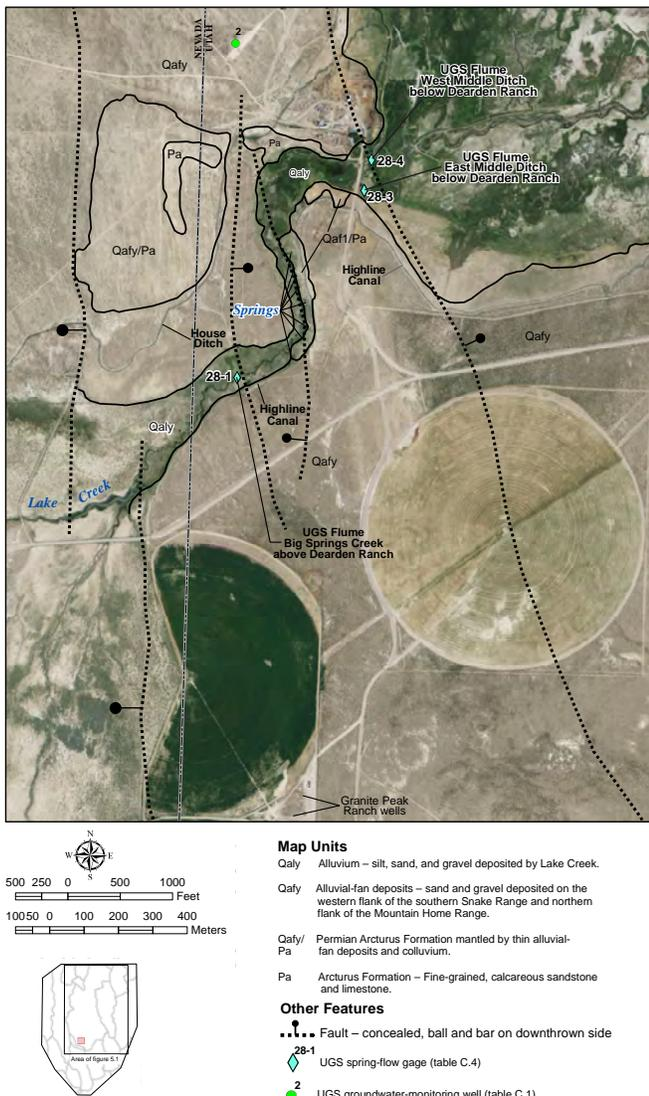 2
NEVADA
UTAH
Qafy
UGS Flume
West Middle Ditch
below Dearden Ranch
Pa
Pa
28-4
UGS Flume
East Middle Ditch
below Dearden Ranch
Qaly
28-3
Qafy/Pa
Qaf1/Pa
Highline
Canal
Springs
House
Ditch
Qafy
28-1
Highline
Canal
Qaly
Qafy
Lake Creek
UGS Flume
Big Springs Creek
above Dearden Ranch
Granite Peak
Ranch wells
N
W E
S
500 250 0 500 1000
Feet
10050 0 100 200 300 400
Meters
Area of figure 5.1
Map Units
Qaly Alluvium – silt, sand, and gravel deposited by Lake Creek.
Qafy Alluvial-fan deposits – sand and gravel deposited on the
western flank of the southern Snake Range and northern
flank of the Mountain Home Range.
Qafy/ Permian Arcturus Formation mantled by thin alluvial-
Pa fan deposits and colluvium.
Pa Arcturus Formation – Fine-grained, calcareous sandstone
and limestone.
Other Features
Fault – concealed, ball and bar on downthrown side
28-1
UGS spring-flow gage (table C.4)
2
UGS groundwater-monitoring well (table C.1)